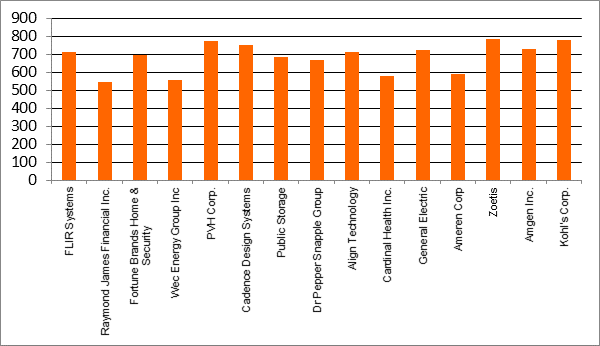 900
800
700
600
500
400
300
200
100
0
FLIR Systems
Raymond James Financial Inc.
Fortune Brands Home &
Security
Wec Energy Group Inc
PVH Corp.
Cadence Design Systems
Public Storage
Dr Pepper Snapple Group
Align Technology
Cardinal Health Inc.
General Electric
Ameren Corp
Zoetis
Amgen Inc.
Kohl's Corp.